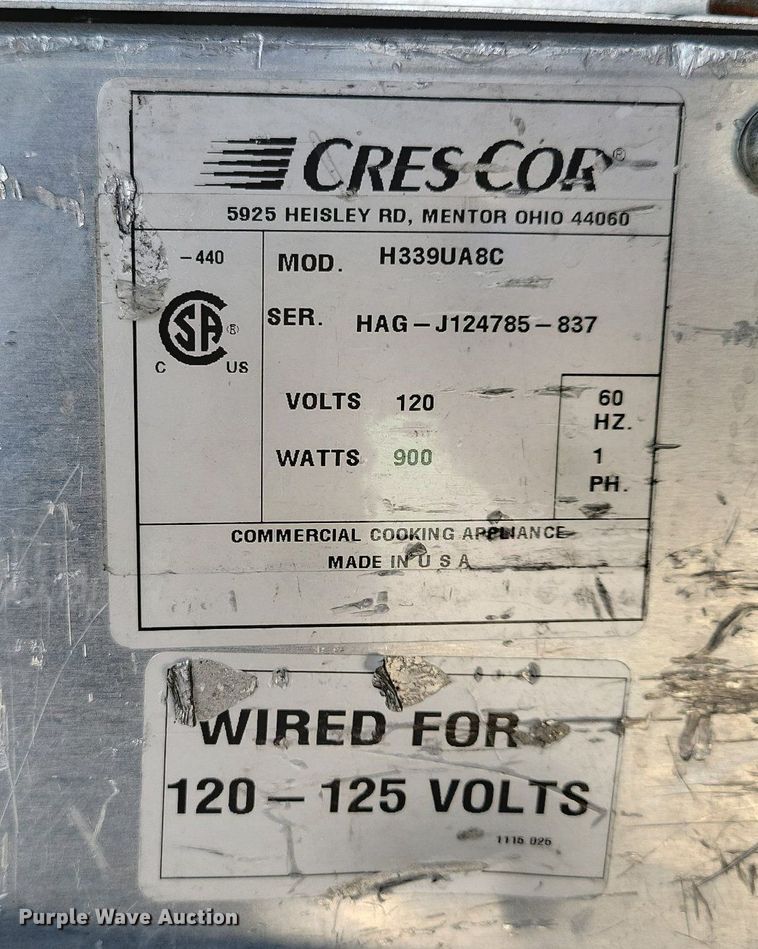 CRES COR®
5925 HEISLEY RD, MENTOR OHIO 44060
-440
MOD. H339UA8C
SA®
C US
SER. HAG-J124785-837
VOLTS 120
WATTS 900
60
HZ.
1
PH.
COMMERCIAL COOKING APPLIANCE
MADE IN U S A
WIRED FOR
120 - 125 VOLTS
1115 026
Purple Wave Auction